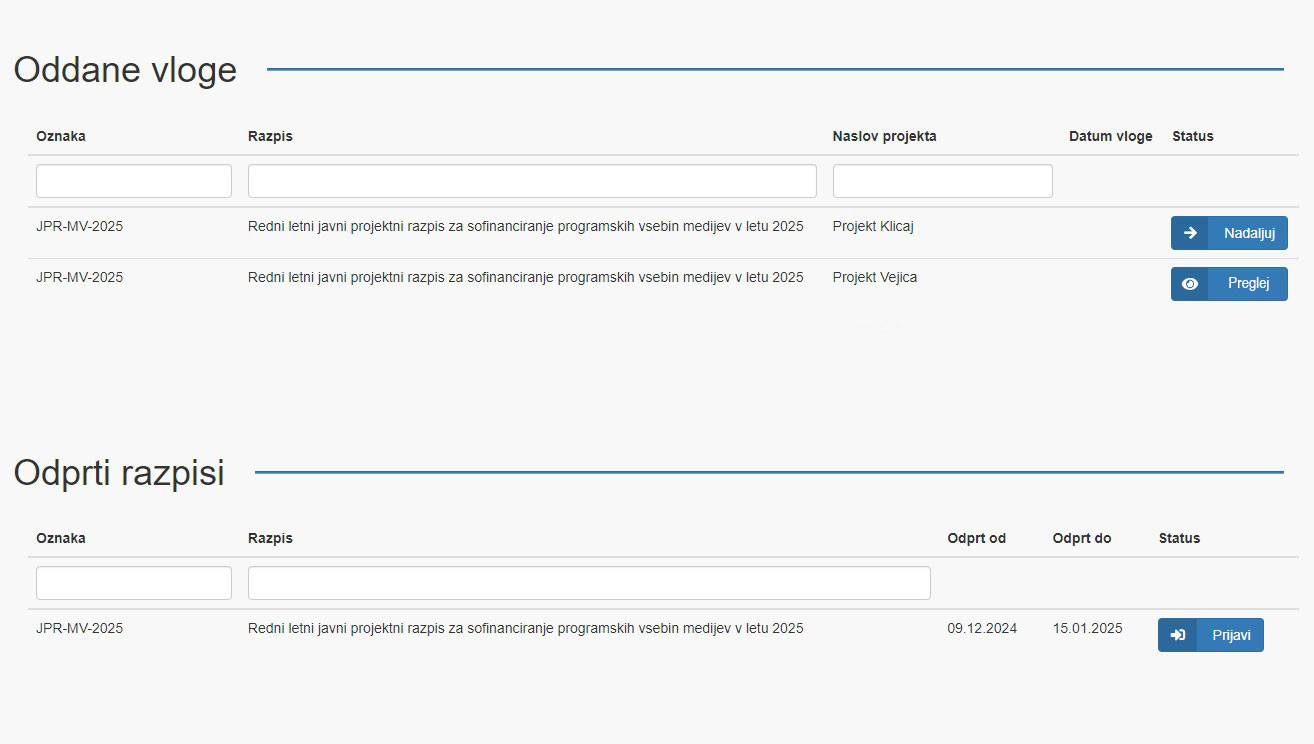 Oddane vloge
Oznaka Razpis Naslov projekta Datum vloge Status
JPR-MV-2025 Redni letni javni projektni razpis za sofinanciranje programskih vsebin medijev v letu 2025 Projekt Klicaj Nadaljuj
JPR-MV-2025 Redni letni javni projektni razpis za sofinanciranje programskih vsebin medijev v letu 2025 Projekt Vejica Preglej
Odprti razpisi
Oznaka Razpis Odprt od Odprt do Status
JPR-MV-2025 Redni letni javni projektni razpis za sofinanciranje programskih vsebin medijev v letu 2025 09.12.2024 15.01.2025 Prijavi